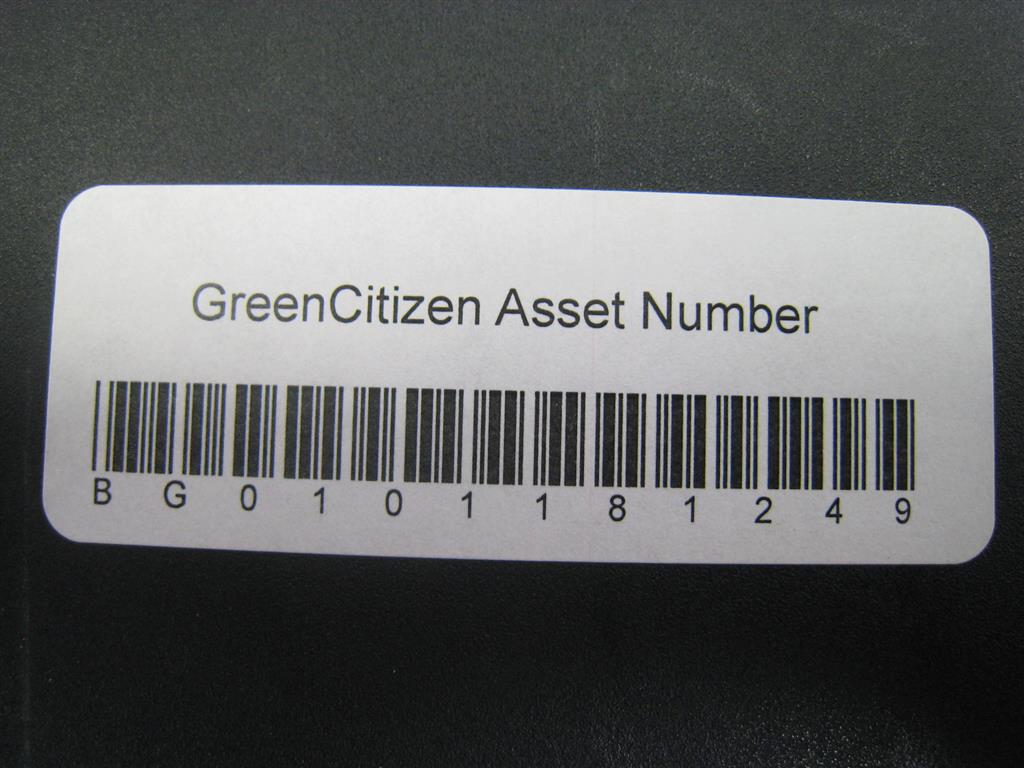 GreenCitizen Asset Number
B G 0 1 0 1 1 8 1 2 4 9